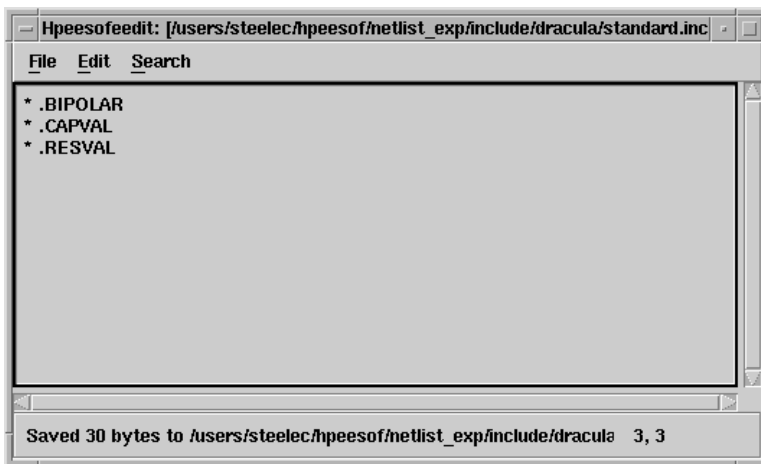 Hpeesofeedit: [/users/steelec/hpeesof/netlist_exp/include/dracula/standard.inc
File Edit Search
* .BIPOLAR
* .CAPVAL
* .RESVAL
Saved 30 bytes to /users/steelec/hpeesof/netlist_exp/include/dracula 3, 3